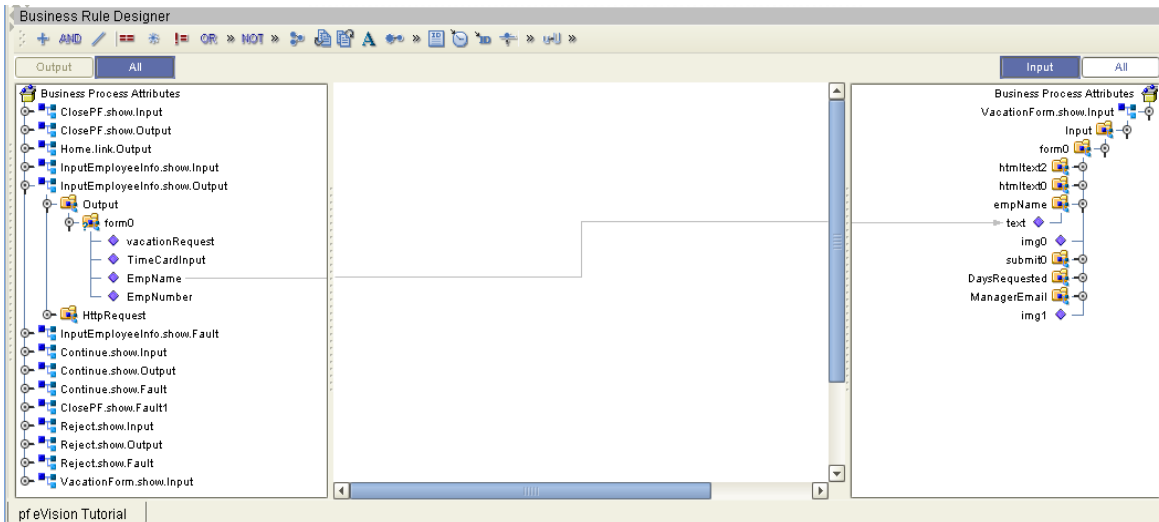 Business Rule Designer
+ AND / == * != OR » NOT » A » 3D » 3D » »
Output All Input All
Business Process Attributes
ClosePF.show.Input
ClosePF.show.Output
Home.link.Output
InputEmployeeInfo.show.Input
InputEmployeeInfo.show.Output
Output
form0
vacationRequest
TimeCardInput
EmpName
EmpNumber
HttpRequest
InputEmployeeInfo.show.Fault
Continue.show.Input
Continue.show.Output
Continue.show.Fault
ClosePF.show.Fault1
Reject.show.Input
Reject.show.Output
Reject.show.Fault
VacationForm.show.Input
Business Process Attributes
VacationForm.show.Input
Input
form0
htmltext2
htmltext0
empName
text
img0
submit0
DaysRequested
ManagerEmail
img1
pf eVision Tutorial